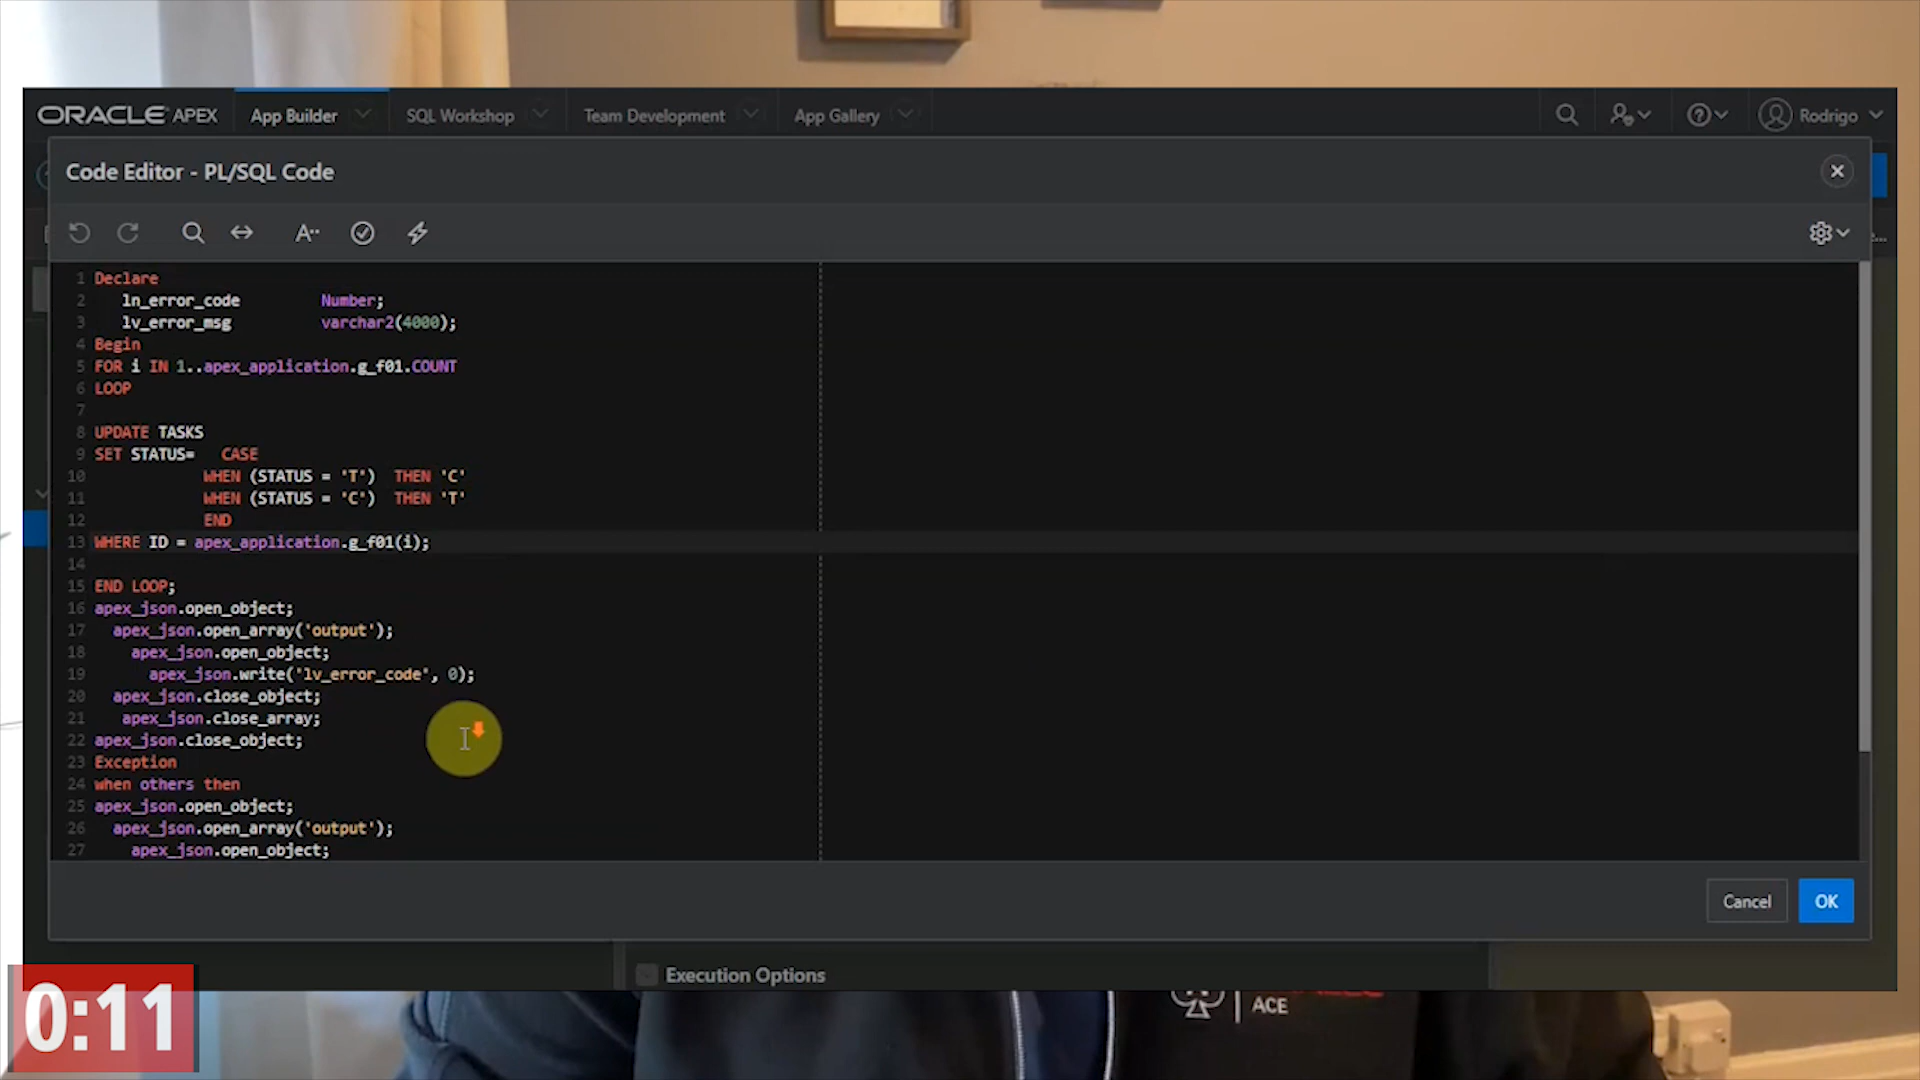 ORACLE APEX App Builder SQL Workshop Team Development App Gallery Rodrigo
Code Editor - PL/SQL Code
1 Declare
2 ln_error_code Number;
3 lv_error_msg varchar2(4000);
4 Begin
5 FOR i IN 1..apex_application.g_f01.COUNT
6 LOOP
7
8 UPDATE TASKS
9 SET STATUS= CASE
10 WHEN (STATUS = 'T') THEN 'C'
11 WHEN (STATUS = 'C') THEN 'T'
12 END
13 WHERE ID = apex_application.g_f01(i);
14
15 END LOOP;
16 apex_json.open_object;
17 apex_json.open_array('output');
18 apex_json.open_object;
19 apex_json.write('lv_error_code', 0);
20 apex_json.close_object;
21 apex_json.close_array;
22 apex_json.close_object;
23 Exception
24 when others then
25 apex_json.open_object;
26 apex_json.open_array('output');
27 apex_json.open_object;
Cancel OK
Execution Options
0:11
ACE